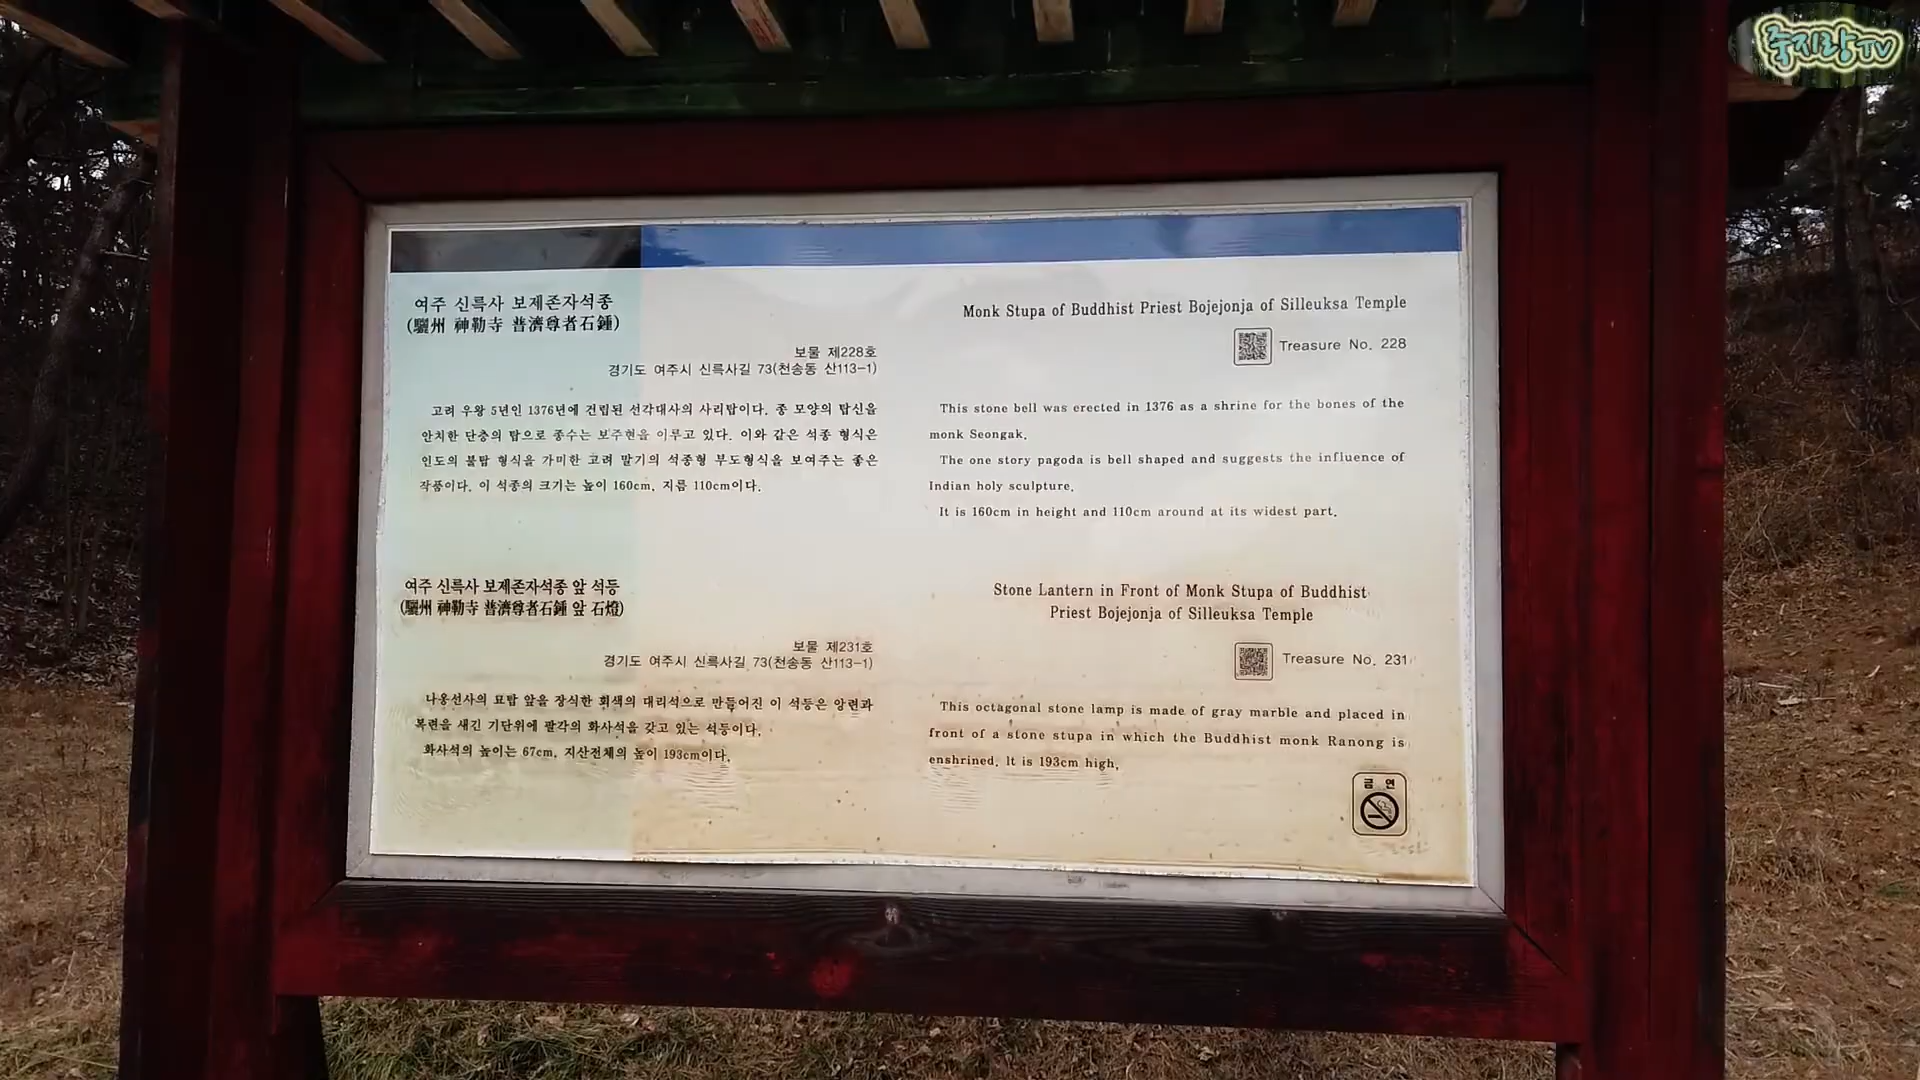 죽지랑TV
여주 신륵사 보제존자석종
(驪州 神勒寺 普濟尊者石鍾)
보물 제228호
경기도 여주시 신륵사길 73(천송동 산113-1)
고려 우왕 5년인 1376년에 건립된 선각대사의 사리탑이다. 종 모양의 탑신을
안치한 단층의 탑으로 종수는 보주현을 이루고 있다. 이와 같은 석종 형식은
인도의 불탑 형식을 가미한 고려 말기의 석종형 부도형식을 보여주는 좋은
작품이다. 이 석종의 크기는 높이 160cm, 지름 110cm이다.
Monk Stupa of Buddhist Priest Bojejonja of Silleuksa Temple
Treasure No. 228
This stone bell was erected in 1376 as a shrine for the bones of the
monk Seongak.
The one story pagoda is bell shaped and suggests the influence of
Indian holy sculpture.
It is 160cm in height and 110cm around at its widest part.
여주 신륵사 보제존자석종 앞 석등
(驪州 神勒寺 普濟尊者石鍾 앞 石燈)
보물 제231호
경기도 여주시 신륵사길 73(천송동 산113-1)
나옹선사의 묘탑 앞을 장식한 회색의 대리석으로 만들어진 이 석등은 앙련과
복련을 새긴 기단위에 팔각의 화사석을 갖고 있는 석등이다.
화사석의 높이는 67cm, 지산전체의 높이 193cm이다.
Stone Lantern in Front of Monk Stupa of Buddhist
Priest Bojejonja of Silleuksa Temple
Treasure No. 231
This octagonal stone lamp is made of gray marble and placed in
front of a stone stupa in which the Buddhist monk Ranong is
enshrined. It is 193cm high.
금 연